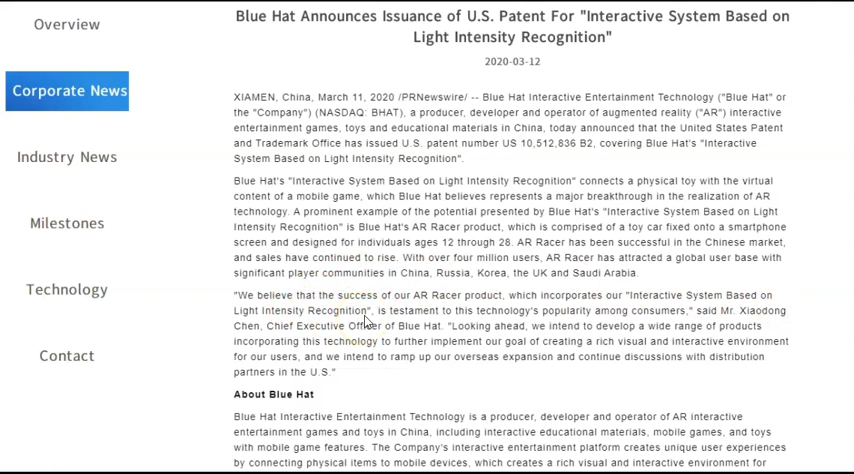 Overview
Corporate News
Industry News
Milestones
Technology
Contact
Blue Hat Announces Issuance of U.S. Patent For "Interactive System Based on
Light Intensity Recognition"
2020-03-12
XIAMEN, China, March 11, 2020 /PRNewswire/ -- Blue Hat Interactive Entertainment Technology ("Blue Hat" or
the "Company") (NASDAQ: BHAT), a producer, developer and operator of augmented reality ("AR") interactive
entertainment games, toys and educational materials in China, today announced that the United States Patent
and Trademark Office has issued U.S. patent number US 10,512,836 B2, covering Blue Hat's "Interactive
System Based on Light Intensity Recognition".
Blue Hat's "Interactive System Based on Light Intensity Recognition" connects a physical toy with the virtual
content of a mobile game, which Blue Hat believes represents a major breakthrough in the realization of AR
technology. A prominent example of the potential presented by Blue Hat's "Interactive System Based on Light
Intensity Recognition" is Blue Hat's AR Racer product, which is comprised of a toy car fixed onto a smartphone
screen and designed for individuals ages 12 through 28. AR Racer has been successful in the Chinese market,
and sales have continued to rise. With over four million users, AR Racer has attracted a global user base with
significant player communities in China, Russia, Korea, the UK and Saudi Arabia.
"We believe that the success of our AR Racer product, which incorporates our "Interactive System Based on
Light Intensity Recognition", is testament to this technology's popularity among consumers," said Mr. Xiaodong
Chen, Chief Executive Officer of Blue Hat. "Looking ahead, we intend to develop a wide range of products
incorporating this technology to further implement our goal of creating a rich visual and interactive environment
for our users, and we intend to ramp up our overseas expansion and continue discussions with distribution
partners in the U.S."
About Blue Hat
Blue Hat Interactive Entertainment Technology is a producer, developer and operator of AR interactive
entertainment games and toys in China, including interactive educational materials, mobile games, and toys
with mobile game features. The Company's interactive entertainment platform creates unique user experiences
by connecting physical items to mobile devices, which creates a rich visual and interactive environment for